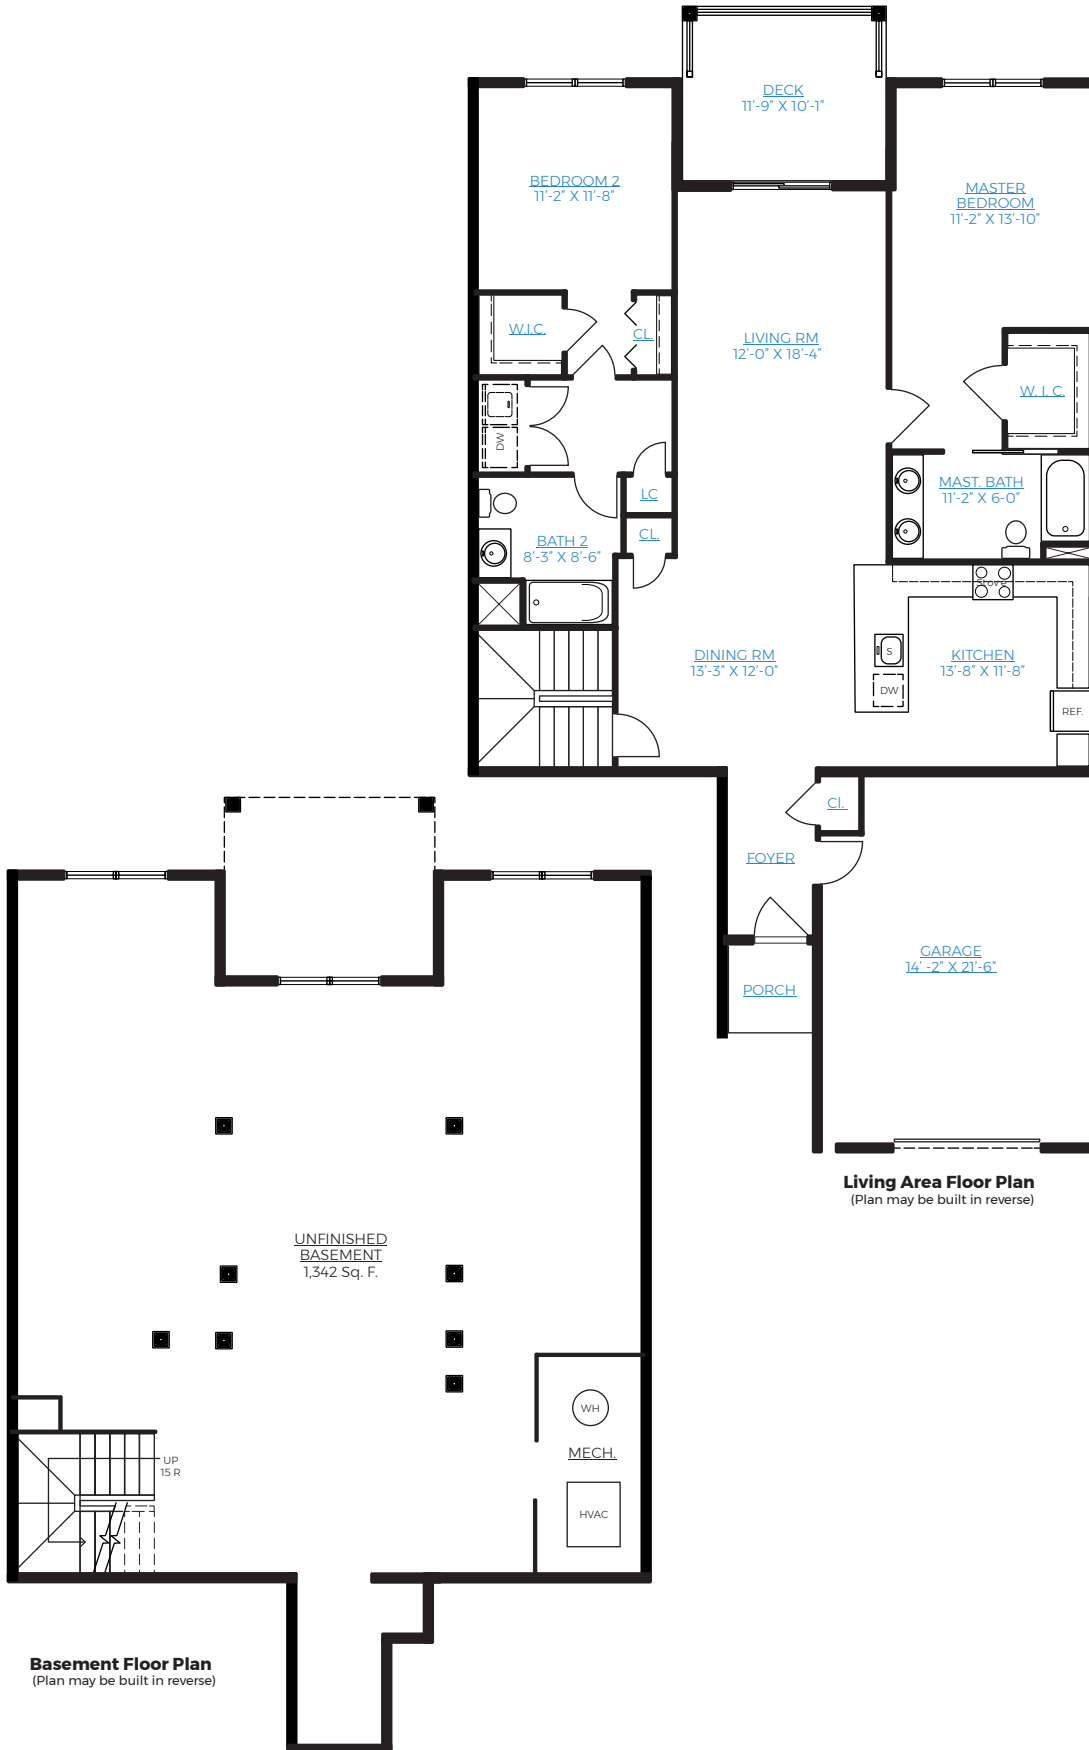 DECK
11'-9" X 10'-1"
BEDROOM 2
11'-2" X 11'-8"
MASTER
BEDROOM
11'-2" X 13'-10"
W.I.C.
CL.
LIVING RM
12'-0" X 18'-4"
W. I. C.
DW
LC
CL.
MAST. BATH
11'-2" X 6'-0"
BATH 2
8'-3" X 8'-6"
Stove
DINING RM
13'-3" X 12'-0"
S
DW
KITCHEN
13'-8" X 11'-8"
REF.
Cl.
FOYER
GARAGE
14' -2" X 21'-6"
PORCH
Living Area Floor Plan
(Plan may be built in reverse)
UNFINISHED
BASEMENT
1,342 Sq. F.
WH
MECH.
HVAC
UP
15 R
Basement Floor Plan
(Plan may be built in reverse)